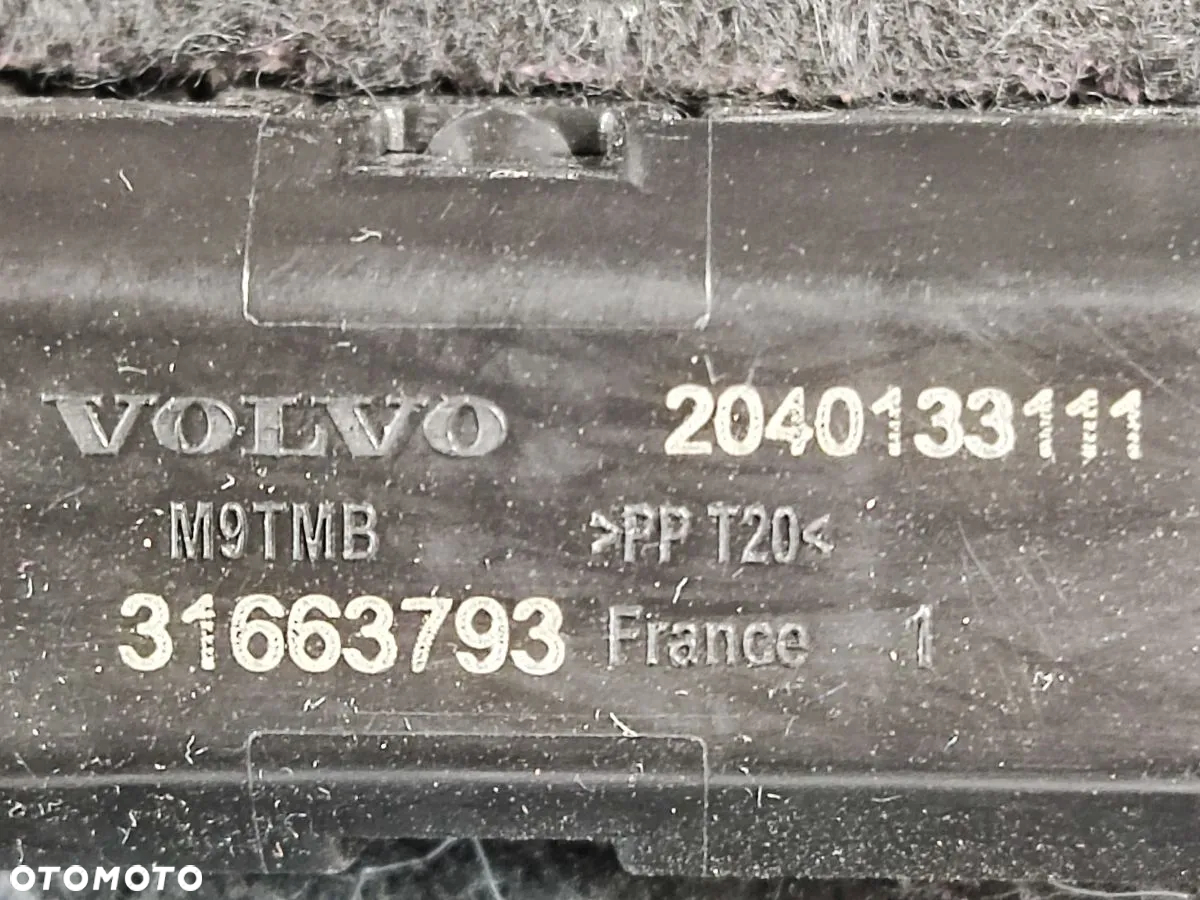 VOLVO 2040133111
M9TMB >PP T20<
31663793 France 1
OTOMOTO